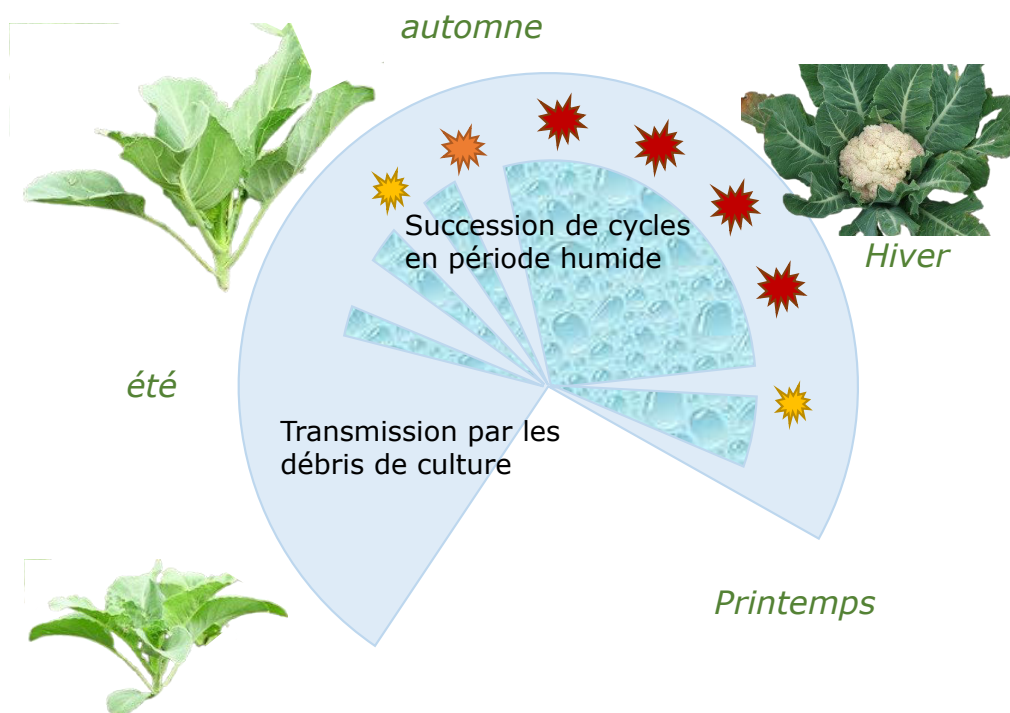 automne
Succession de cycles
en période humide
Hiver
été
Transmission par les
débris de culture
Printemps